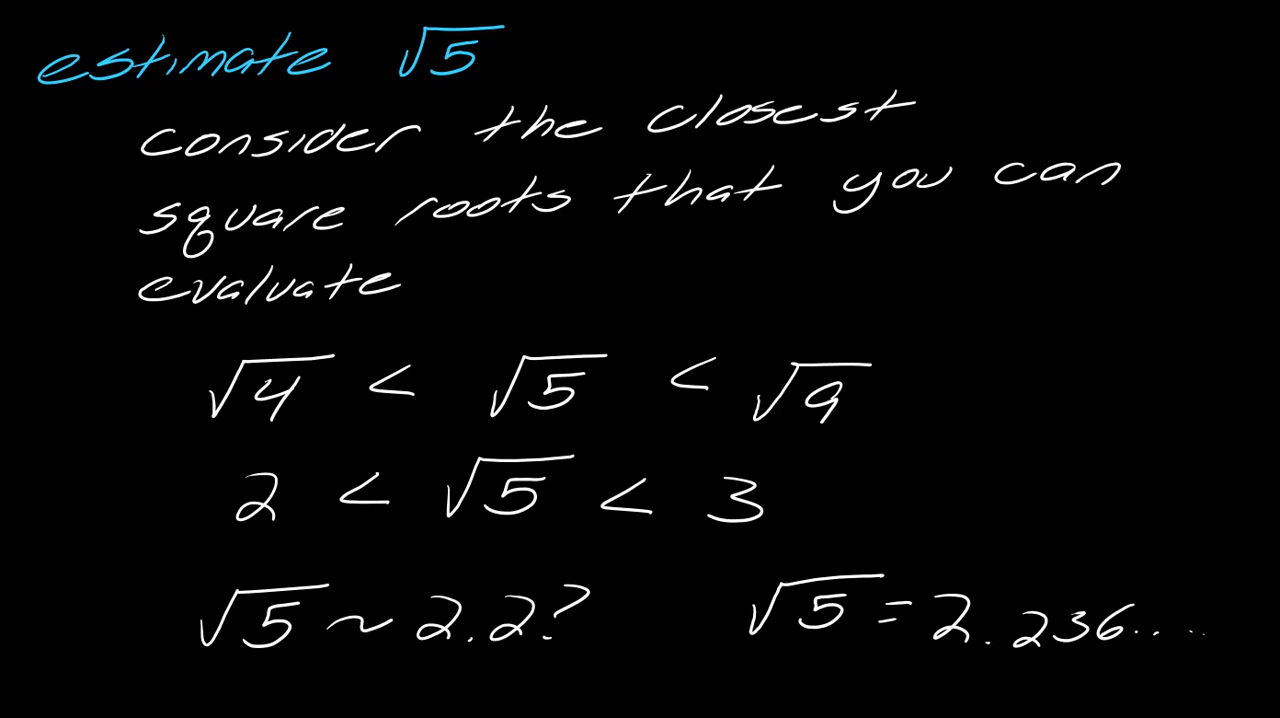 estimate √5
consider the closest
square roots that you can
evaluate
√4 < √5 < √9
2 < √5 < 3
√5 ~ 2.2? √5 = 2.236.....